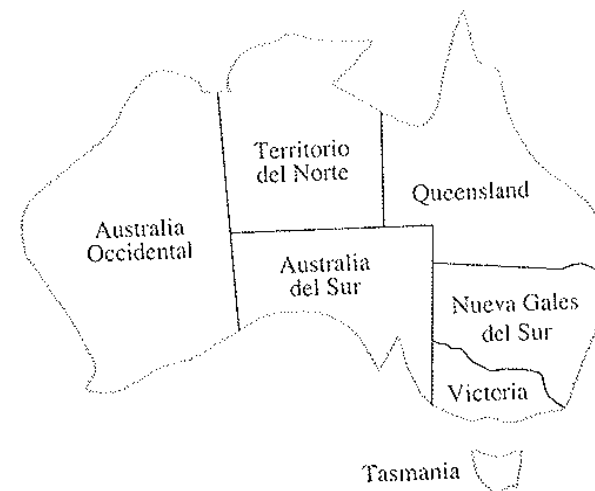 Territorio
del Norte
Queensland
Australia
Occidental
Australia
del Sur
Nueva Gales
del Sur
Victoria
Tasmania